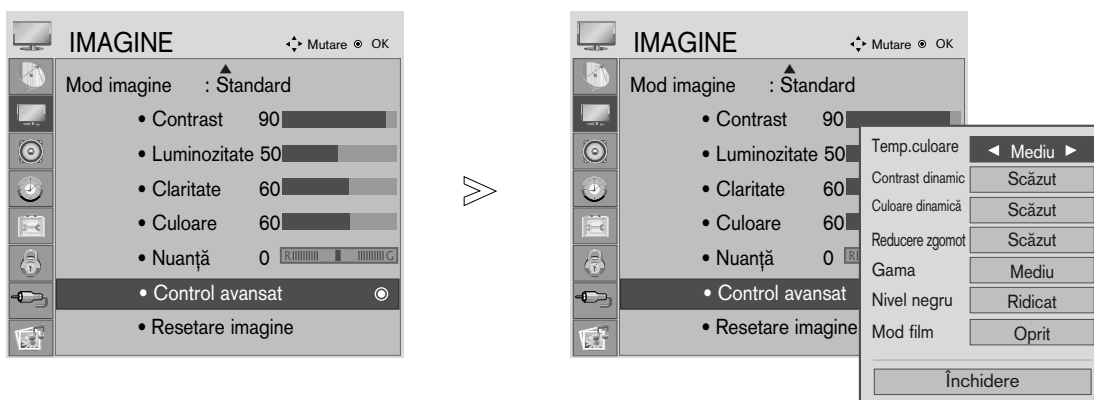 IMAGINE Mutare OK
Mod imagine : Standard
• Contrast 90
• Luminozitate 50
• Claritate 60
• Culoare 60
• Nuanță 0 R G
• Control avansat
• Resetare imagine
IMAGINE Mutare OK
Mod imagine : Standard
• Contrast 90
• Luminozitate 50
• Claritate 60
• Culoare 60
• Nuanță 0 R
• Control avansat
• Resetare imagine
Temp.culoare ◄ Mediu ►
Contrast dinamic Scăzut
Culoare dinamică Scăzut
Reducere zgomot Scăzut
Gama Mediu
Nivel negru Ridicat
Mod film Oprit
Închidere